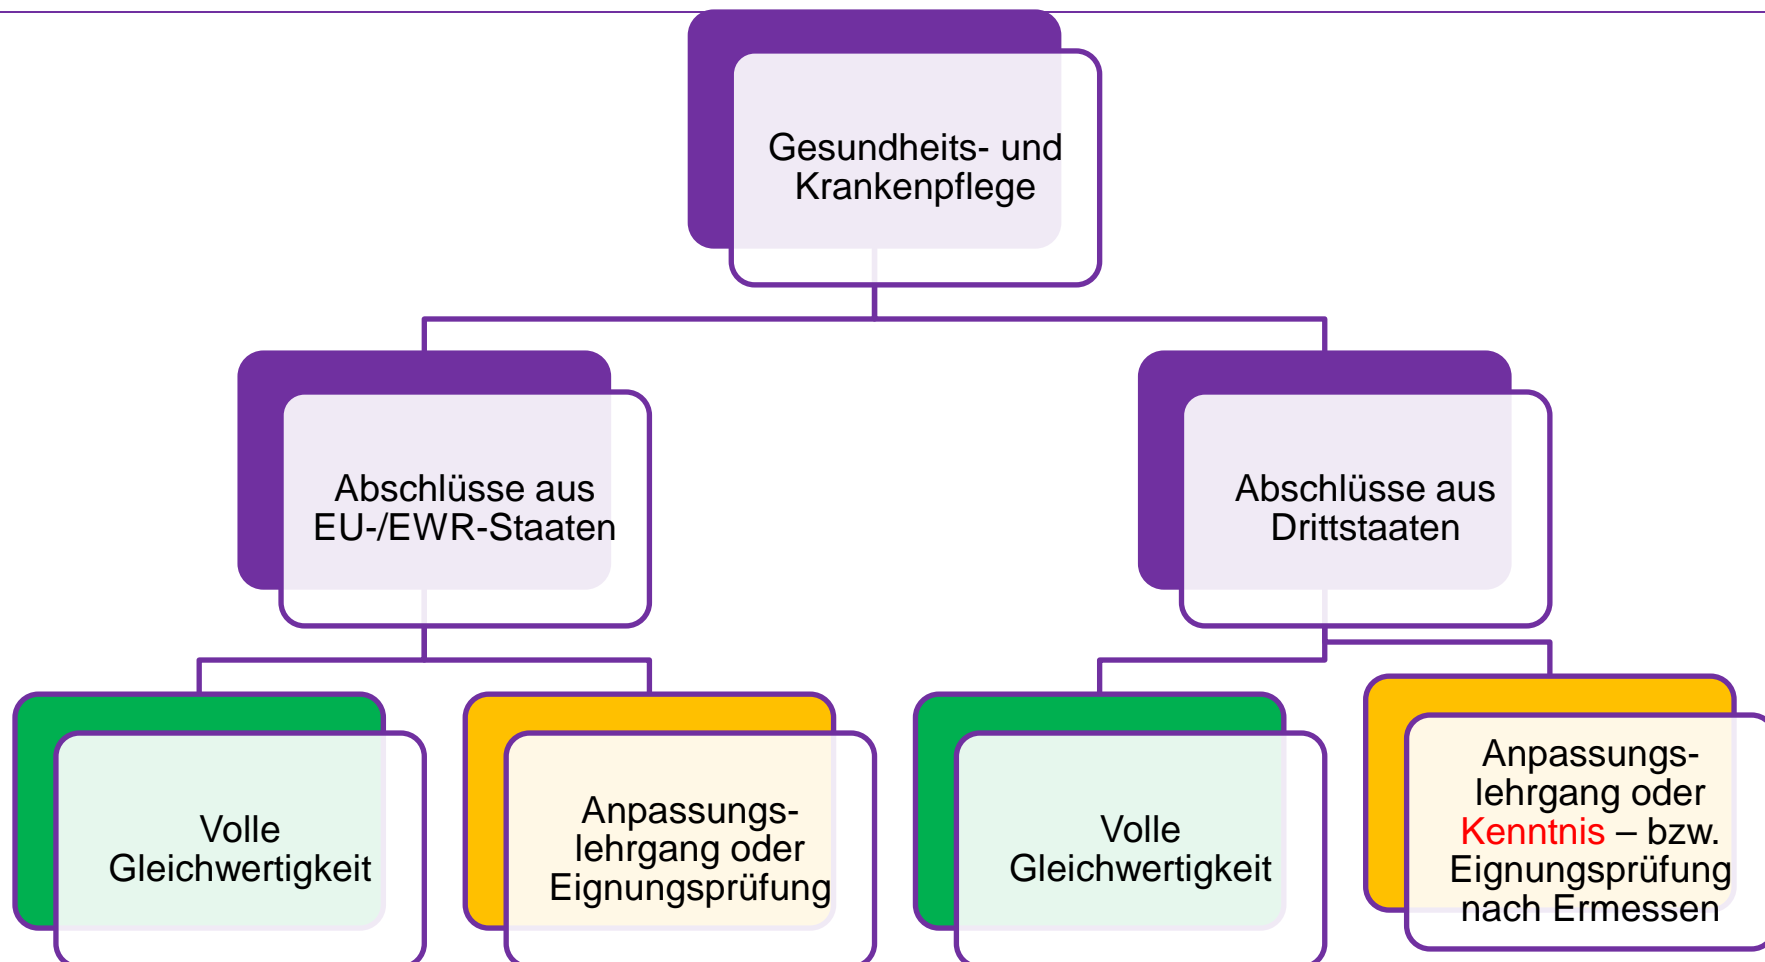 Gesundheits- und
Krankenpflege
Abschlüsse aus
EU-/EWR-Staaten
Abschlüsse aus
Drittstaaten
Volle
Gleichwertigkeit
Anpassungs-
lehrgang oder
Eignungsprüfung
Volle
Gleichwertigkeit
Anpassungs-
lehrgang oder
Kenntnis – bzw.
Eignungsprüfung
nach Ermessen